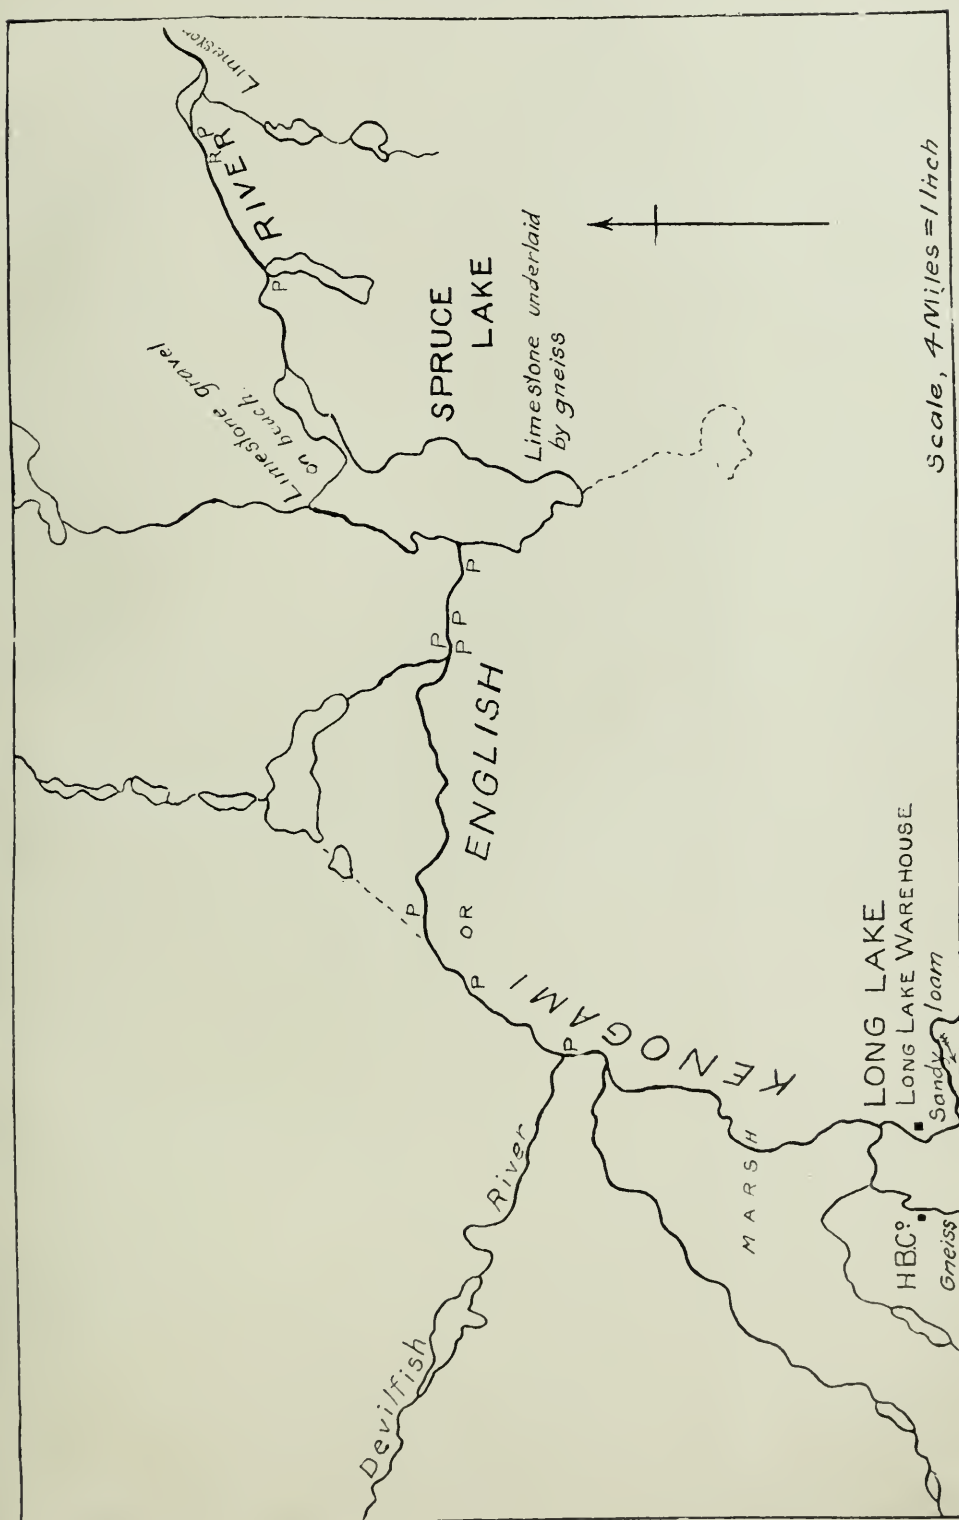 Limeston
R
P
RIVER
P
Limestone gravel
on beach.
SPRUCE
LAKE
Limestone underlaid
by gneiss
P
P
P
P
ENGLISH
OR
P
P
P
KENOGAMI
Devilfish River
MARSH
LONG LAKE
LONG LAKE WAREHOUSE
Sandy loam
H.B.Co.
Gneiss
Scale, 4 Miles = 1 Inch